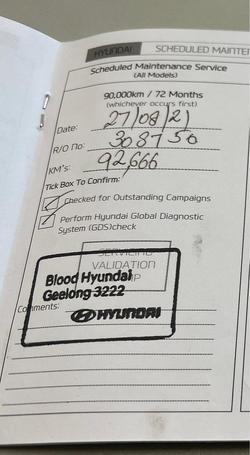 HYUNDAI SCHEDULED MAINTE
Scheduled Maintenance Service
(All Models)
90,000km / 72 Months
(whichever occurs first)
Date: 27/08/21
R/O no: 308750
KM's: 92,666
Tick Box To Confirm:
Checked for Outstanding Campaigns
Perform Hyundai Global Diagnostic
System (GDS)check
SERVICING
VALIDATION
Blood Hyundai
Geelong 3222
Comments:
HYUNDAI